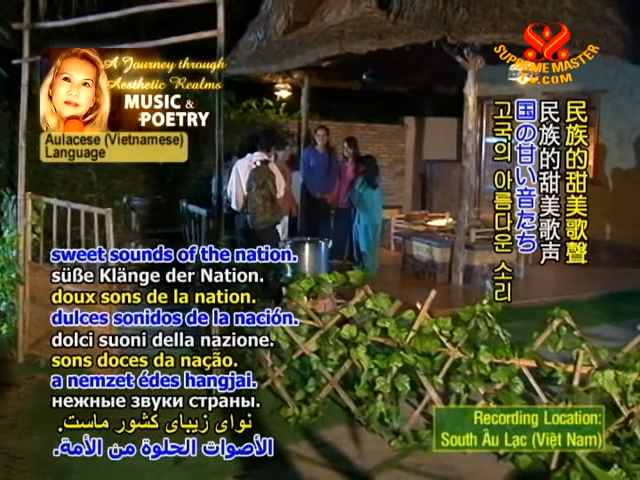 A Journey through
Aesthetic Realms
MUSIC &
POETRY
Aulacese (Vietnamese)
Language
SUPREME MASTER
TV.COM
民族的甜美歌聲
民族的甜美歌声
国の甘い音たち
고국의 아름다운 소리
sweet sounds of the nation.
süße Klänge der Nation.
doux sons de la nation.
dulces sonidos de la nación.
dolci suoni della nazione.
sons doces da nação.
a nemzet édes hangjai.
нежные звуки страны.
نوای زیبای کشور ماست.
الأصوات الحلوة من الأمة.
Recording Location:
South Âu Lạc (Việt Nam)